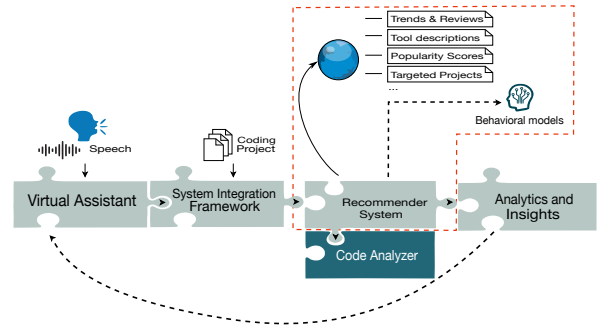 Trends & Reviews
Tool descriptions
Popularity Scores
Targeted Projects
...
Behavioral models
Speech
Coding
Project
Virtual Assistant
System Integration
Framework
Recommender
System
Analytics and
Insights
Code Analyzer